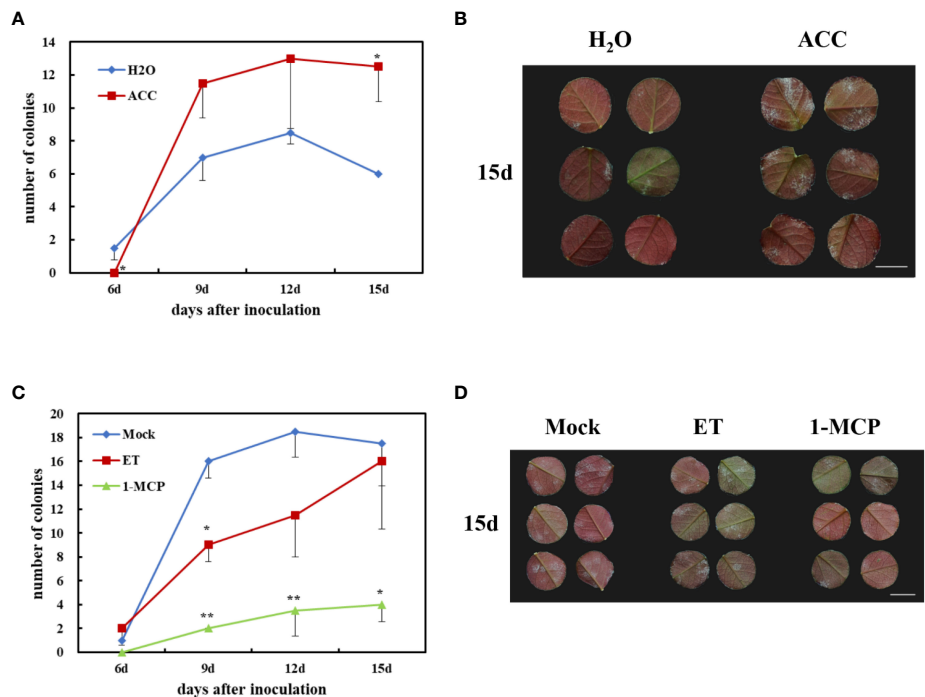 A
number of colonies
14
12
10
8
6
4
2
0
H2O
ACC
*
*
6d 9d 12d 15d
days after inoculation
B
H₂O ACC
15d
C
number of colonies
20
18
16
14
12
10
8
6
4
2
0
Mock
ET
1-MCP
*
** ** *
6d 9d 12d 15d
days after inoculation
D
Mock ET 1-MCP
15d